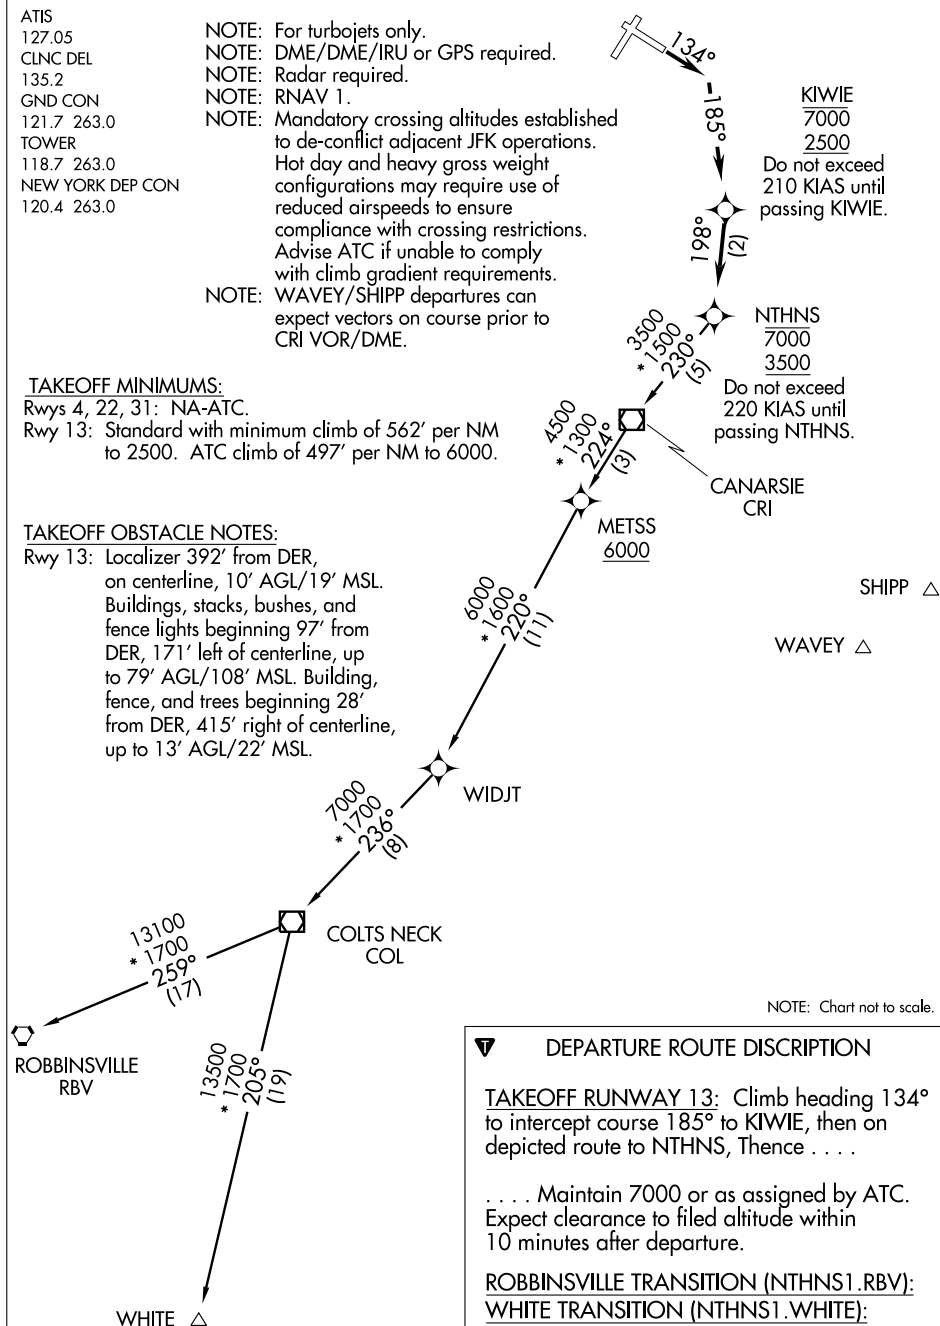 ATIS
127.05
CLNC DEL
135.2
GND CON
121.7 263.0
TOWER
118.7 263.0
NEW YORK DEP CON
120.4 263.0
NOTE: For turbojets only.
NOTE: DME/DME/IRU or GPS required.
NOTE: Radar required.
NOTE: RNAV 1.
NOTE: Mandatory crossing altitudes established
to de-conflict adjacent JFK operations.
Hot day and heavy gross weight
configurations may require use of
reduced airspeeds to ensure
compliance with crossing restrictions.
Advise ATC if unable to comply
with climb gradient requirements.
NOTE: WAVEY/SHIPP departures can
expect vectors on course prior to
CRI VOR/DME.
134°
185°
KIWIE
7000
2500
Do not exceed
210 KIAS until
passing KIWIE.
198°
(2)
NTHNS
7000
3500
Do not exceed
220 KIAS until
passing NTHNS.
3500
* 1500
230°
(5)
TAKEOFF MINIMUMS:
Rwys 4, 22, 31: NA-ATC.
Rwy 13: Standard with minimum climb of 562' per NM
to 2500. ATC climb of 497' per NM to 6000.
4500
* 1300
224°
(3)
CANARSIE
CRI
METSS
6000
TAKEOFF OBSTACLE NOTES:
Rwy 13: Localizer 392' from DER,
on centerline, 10' AGL/19' MSL.
Buildings, stacks, bushes, and
fence lights beginning 97' from
DER, 171' left of centerline, up
to 79' AGL/108' MSL. Building,
fence, and trees beginning 28'
from DER, 415' right of centerline,
up to 13' AGL/22' MSL.
6000
* 1600
220°
(11)
SHIPP
WAVEY
WIDJT
7000
* 1700
236°
(8)
COLTS NECK
COL
13100
* 1700
259°
(17)
ROBBINSVILLE
RBV
13500
* 1700
205°
(19)
WHITE
NOTE: Chart not to scale.
T DEPARTURE ROUTE DISCRIPTION
TAKEOFF RUNWAY 13: Climb heading 134°
to intercept course 185° to KIWIE, then on
depicted route to NTHNS, Thence . . . .
. . . . Maintain 7000 or as assigned by ATC.
Expect clearance to filed altitude within
10 minutes after departure.
ROBBINSVILLE TRANSITION (NTHNS1.RBV):
WHITE TRANSITION (NTHNS1.WHITE):